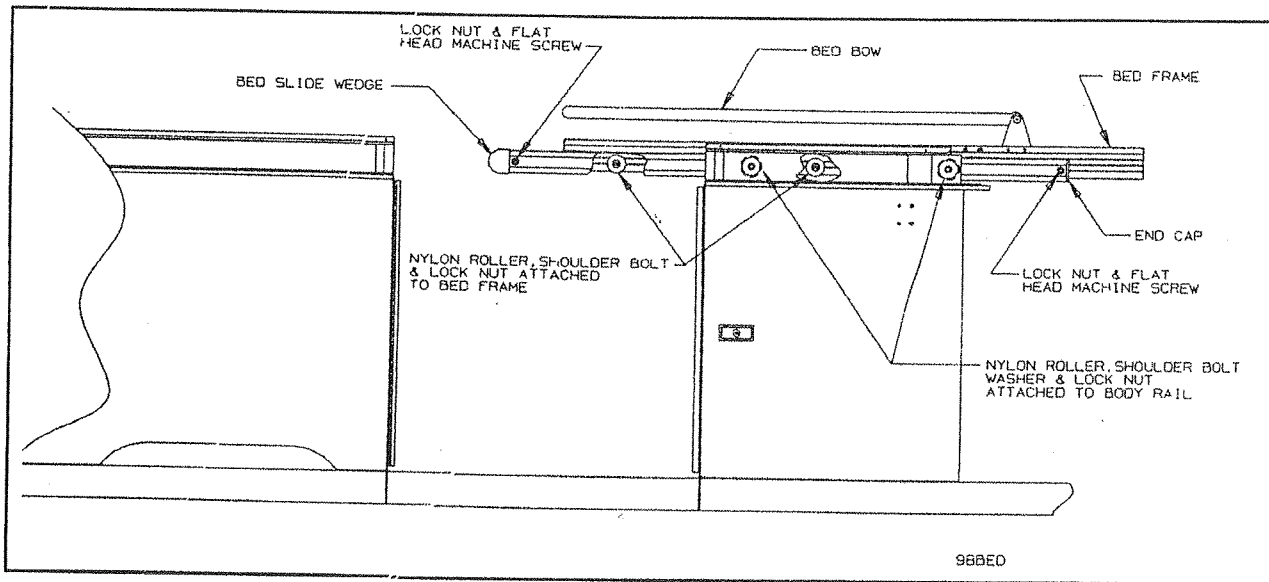 LOCK NUT & FLAT
HEAD MACHINE SCREW
BED BOW
BED FRAME
BED SLIDE WEDGE
END CAP
NYLON ROLLER, SHOULDER BOLT
& LOCK NUT ATTACHED
TO BED FRAME
LOCK NUT & FLAT
HEAD MACHINE SCREW
NYLON ROLLER, SHOULDER BOLT
WASHER & LOCK NUT
ATTACHED TO BODY RAIL
98BED